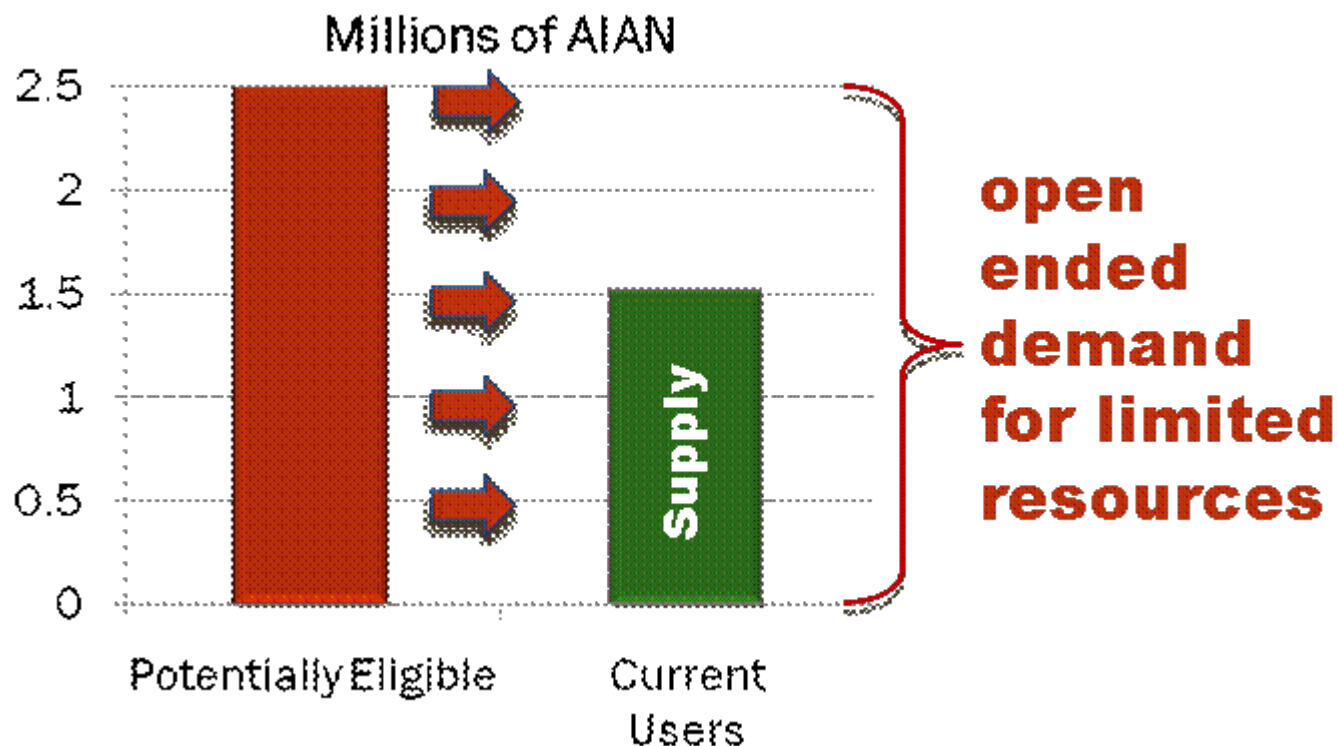 Millions of AIAN
2.5
2
1.5
1
0.5
0
Supply
Potentially Eligible
Current
Users
open
ended
demand
for limited
resources